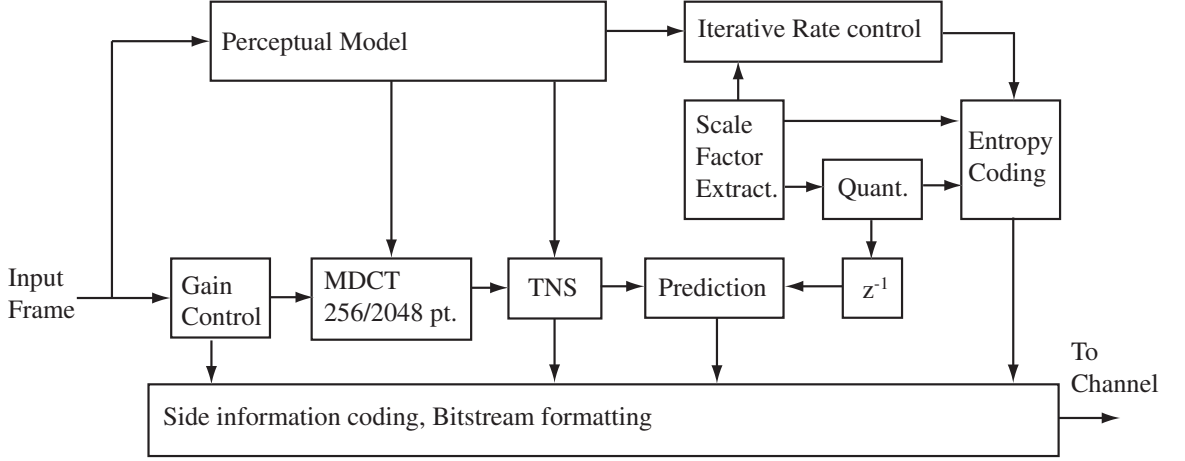 Perceptual Model
Iterative Rate control
Scale
Factor
Extract.
Entropy
Coding
Quant.
Input
Frame
Gain
Control
MDCT
256/2048 pt.
TNS
Prediction
z-1
To
Channel
Side information coding, Bitstream formatting